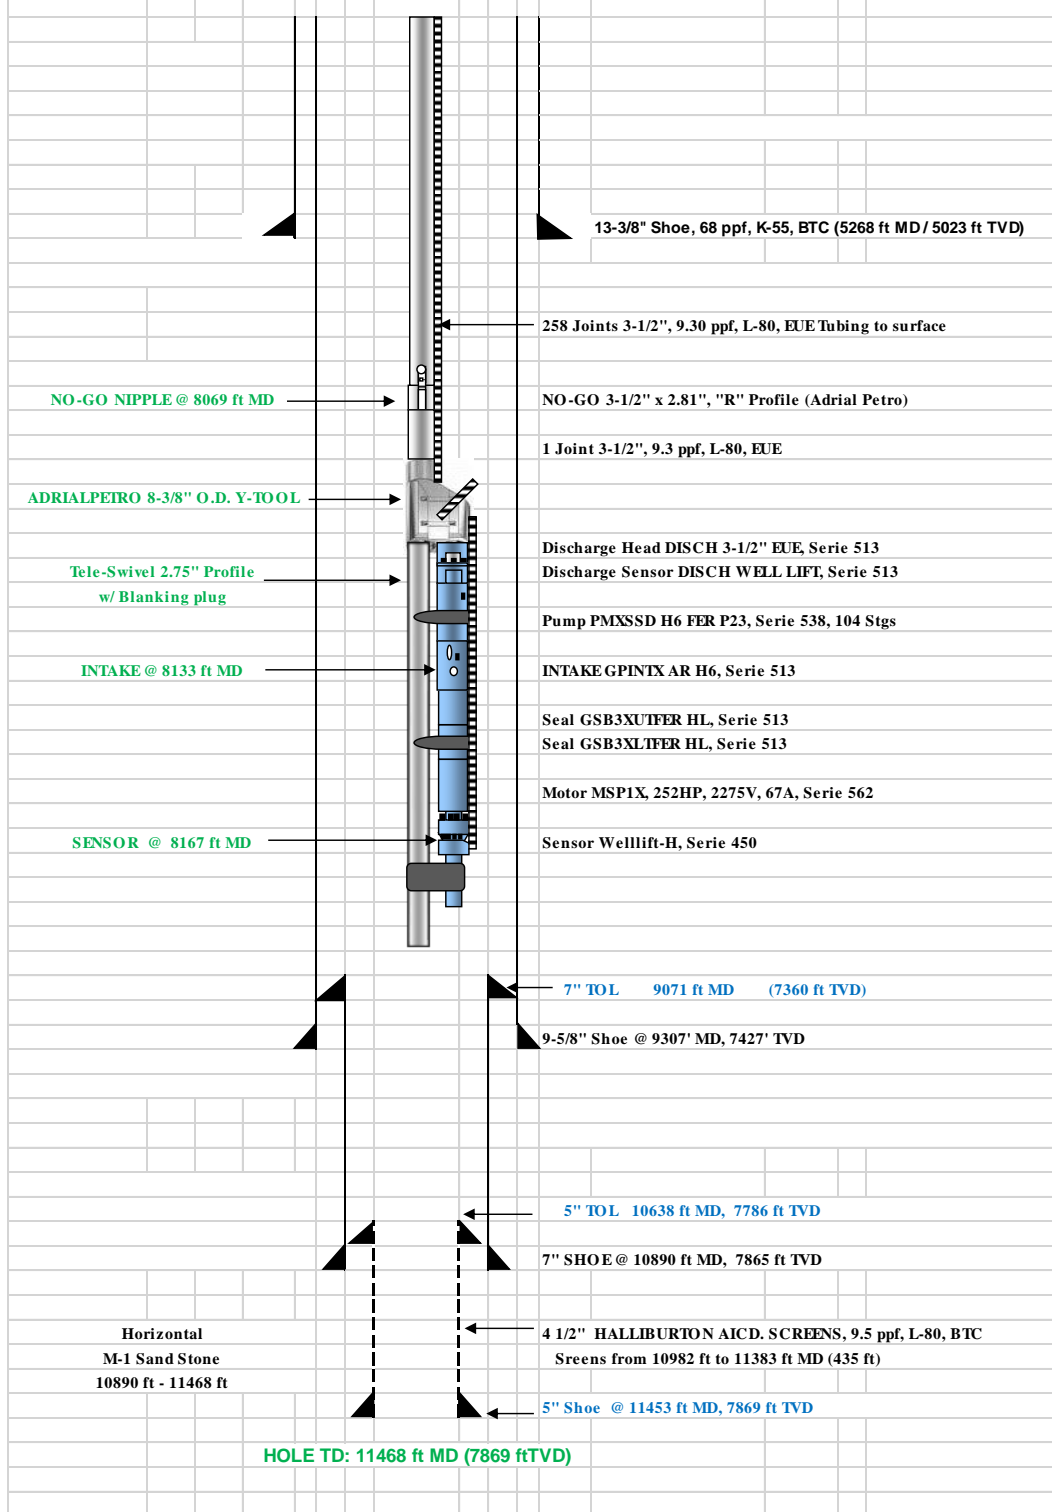 13-3/8" Shoe, 68 ppf, K-55, BTC (5268 ft MD / 5023 ft TVD)
258 Joints 3-1/2", 9.30 ppf, L-80, EUE Tubing to surface
NO-GO NIPPLE @ 8069 ft MD
NO-GO 3-1/2" x 2.81", "R" Profile (Adrial Petro)
1 Joint 3-1/2", 9.3 ppf, L-80, EUE
ADRIALPETRO 8-3/8" O.D. Y-TOOL
Discharge Head DISCH 3-1/2" EUE, Serie 513
Tele-Swivel 2.75" Profile
Discharge Sensor DISCH WELL LIFT, Serie 513
w/ Blanking plug
Pump PMXSSD H6 FER P23, Serie 538, 104 Stgs
INTAKE @ 8133 ft MD
INTAKE GPINTX AR H6, Serie 513
Seal GSB3XUTFER HL, Serie 513
Seal GSB3XLTFER HL, Serie 513
Motor MSP1X, 252HP, 2275V, 67A, Serie 562
SENSOR @ 8167 ft MD
Sensor Welllift-H, Serie 450
7" TOL 9071 ft MD (7360 ft TVD)
9-5/8" Shoe @ 9307' MD, 7427' TVD
5" TOL 10638 ft MD, 7786 ft TVD
7" SHOE @ 10890 ft MD, 7865 ft TVD
Horizontal
4 1/2" HALLIBURTON AICD. SCREENS, 9.5 ppf, L-80, BTC
M-1 Sand Stone
Sreens from 10982 ft to 11383 ft MD (435 ft)
10890 ft - 11468 ft
5" Shoe @ 11453 ft MD, 7869 ft TVD
HOLE TD: 11468 ft MD (7869 ftTVD)